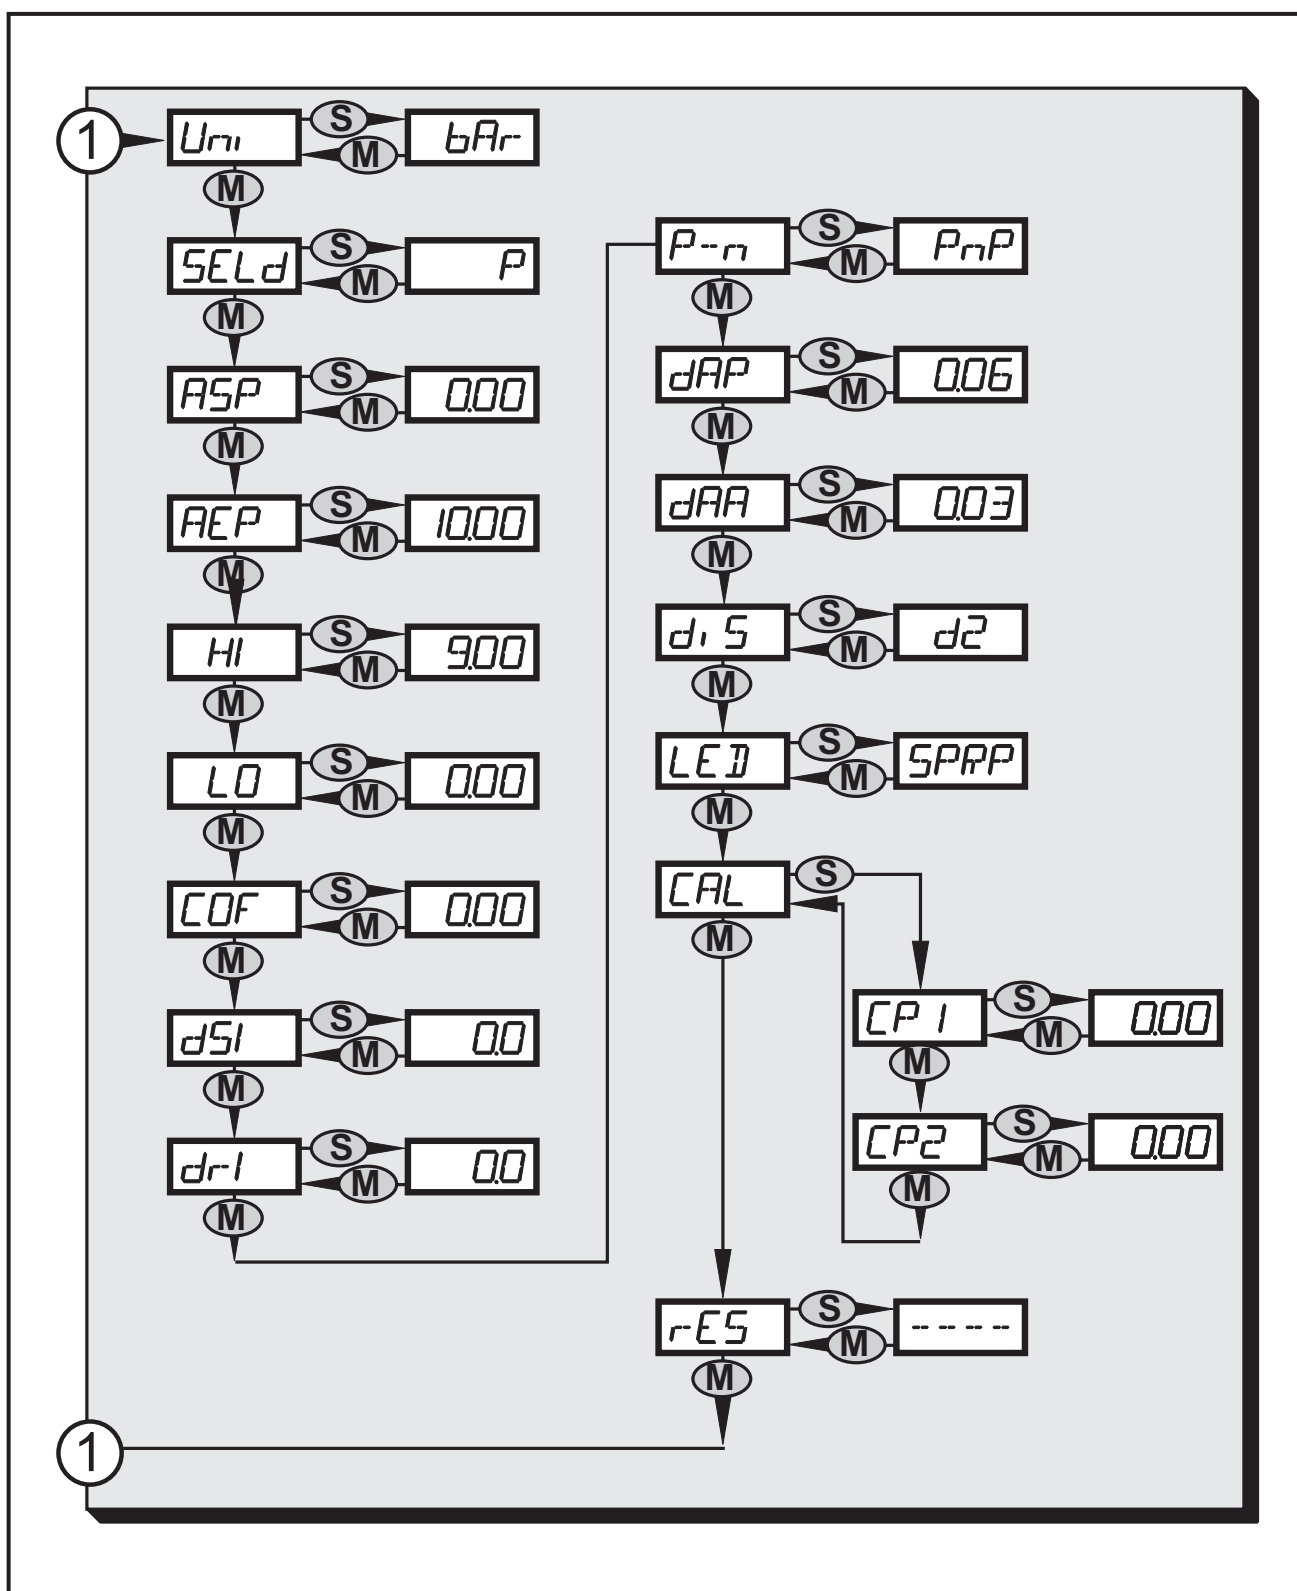 1
Uni S bAr
M
M
SELd S P
M
M
ASP S 0.00
M
M
AEP S 10.00
M
M
HI S 9.00
M
M
LO S 0.00
M
M
COF S 0.00
M
M
dS1 S 0.0
M
M
dr1 S 0.0
M
M
P-n S PnP
M
M
dAP S 0.06
M
M
dAA S 0.03
M
M
diS S d2
M
M
LED S SPRP
M
M
CAL S
M
CP1 S 0.00
M
M
CP2 S 0.00
M
M
rES S ----
M
M
1